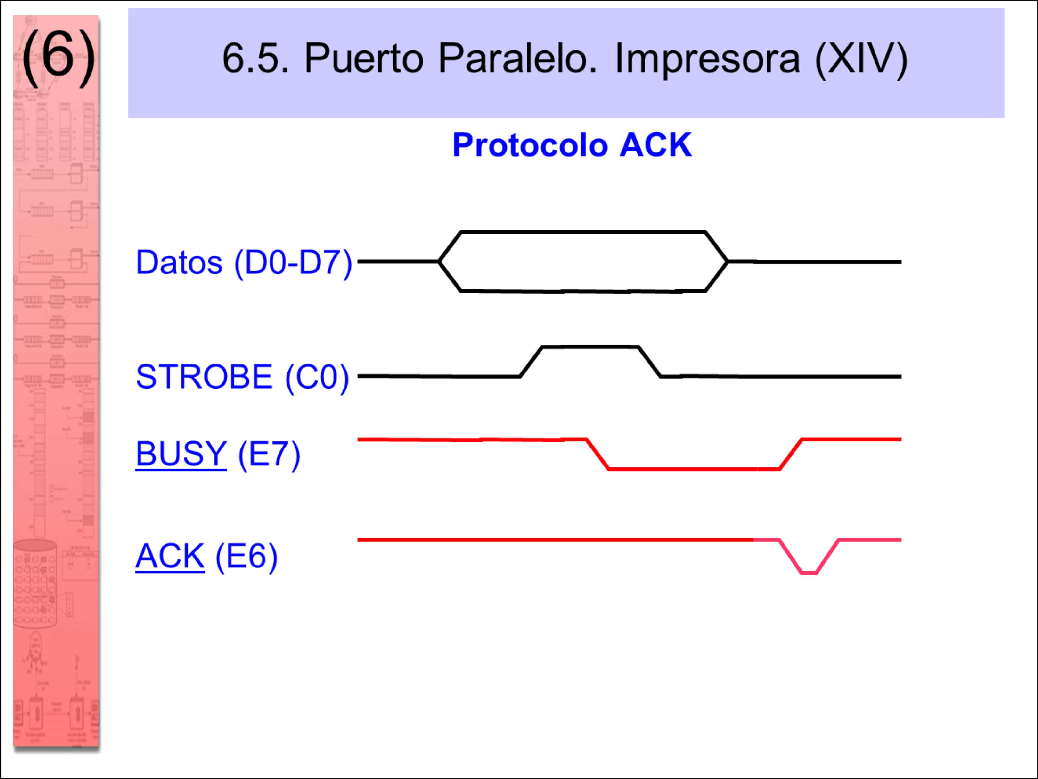 (6)
6.5. Puerto Paralelo. Impresora (XIV)
Protocolo ACK
Datos (D0-D7)
STROBE (C0)
BUSY (E7)
ACK (E6)